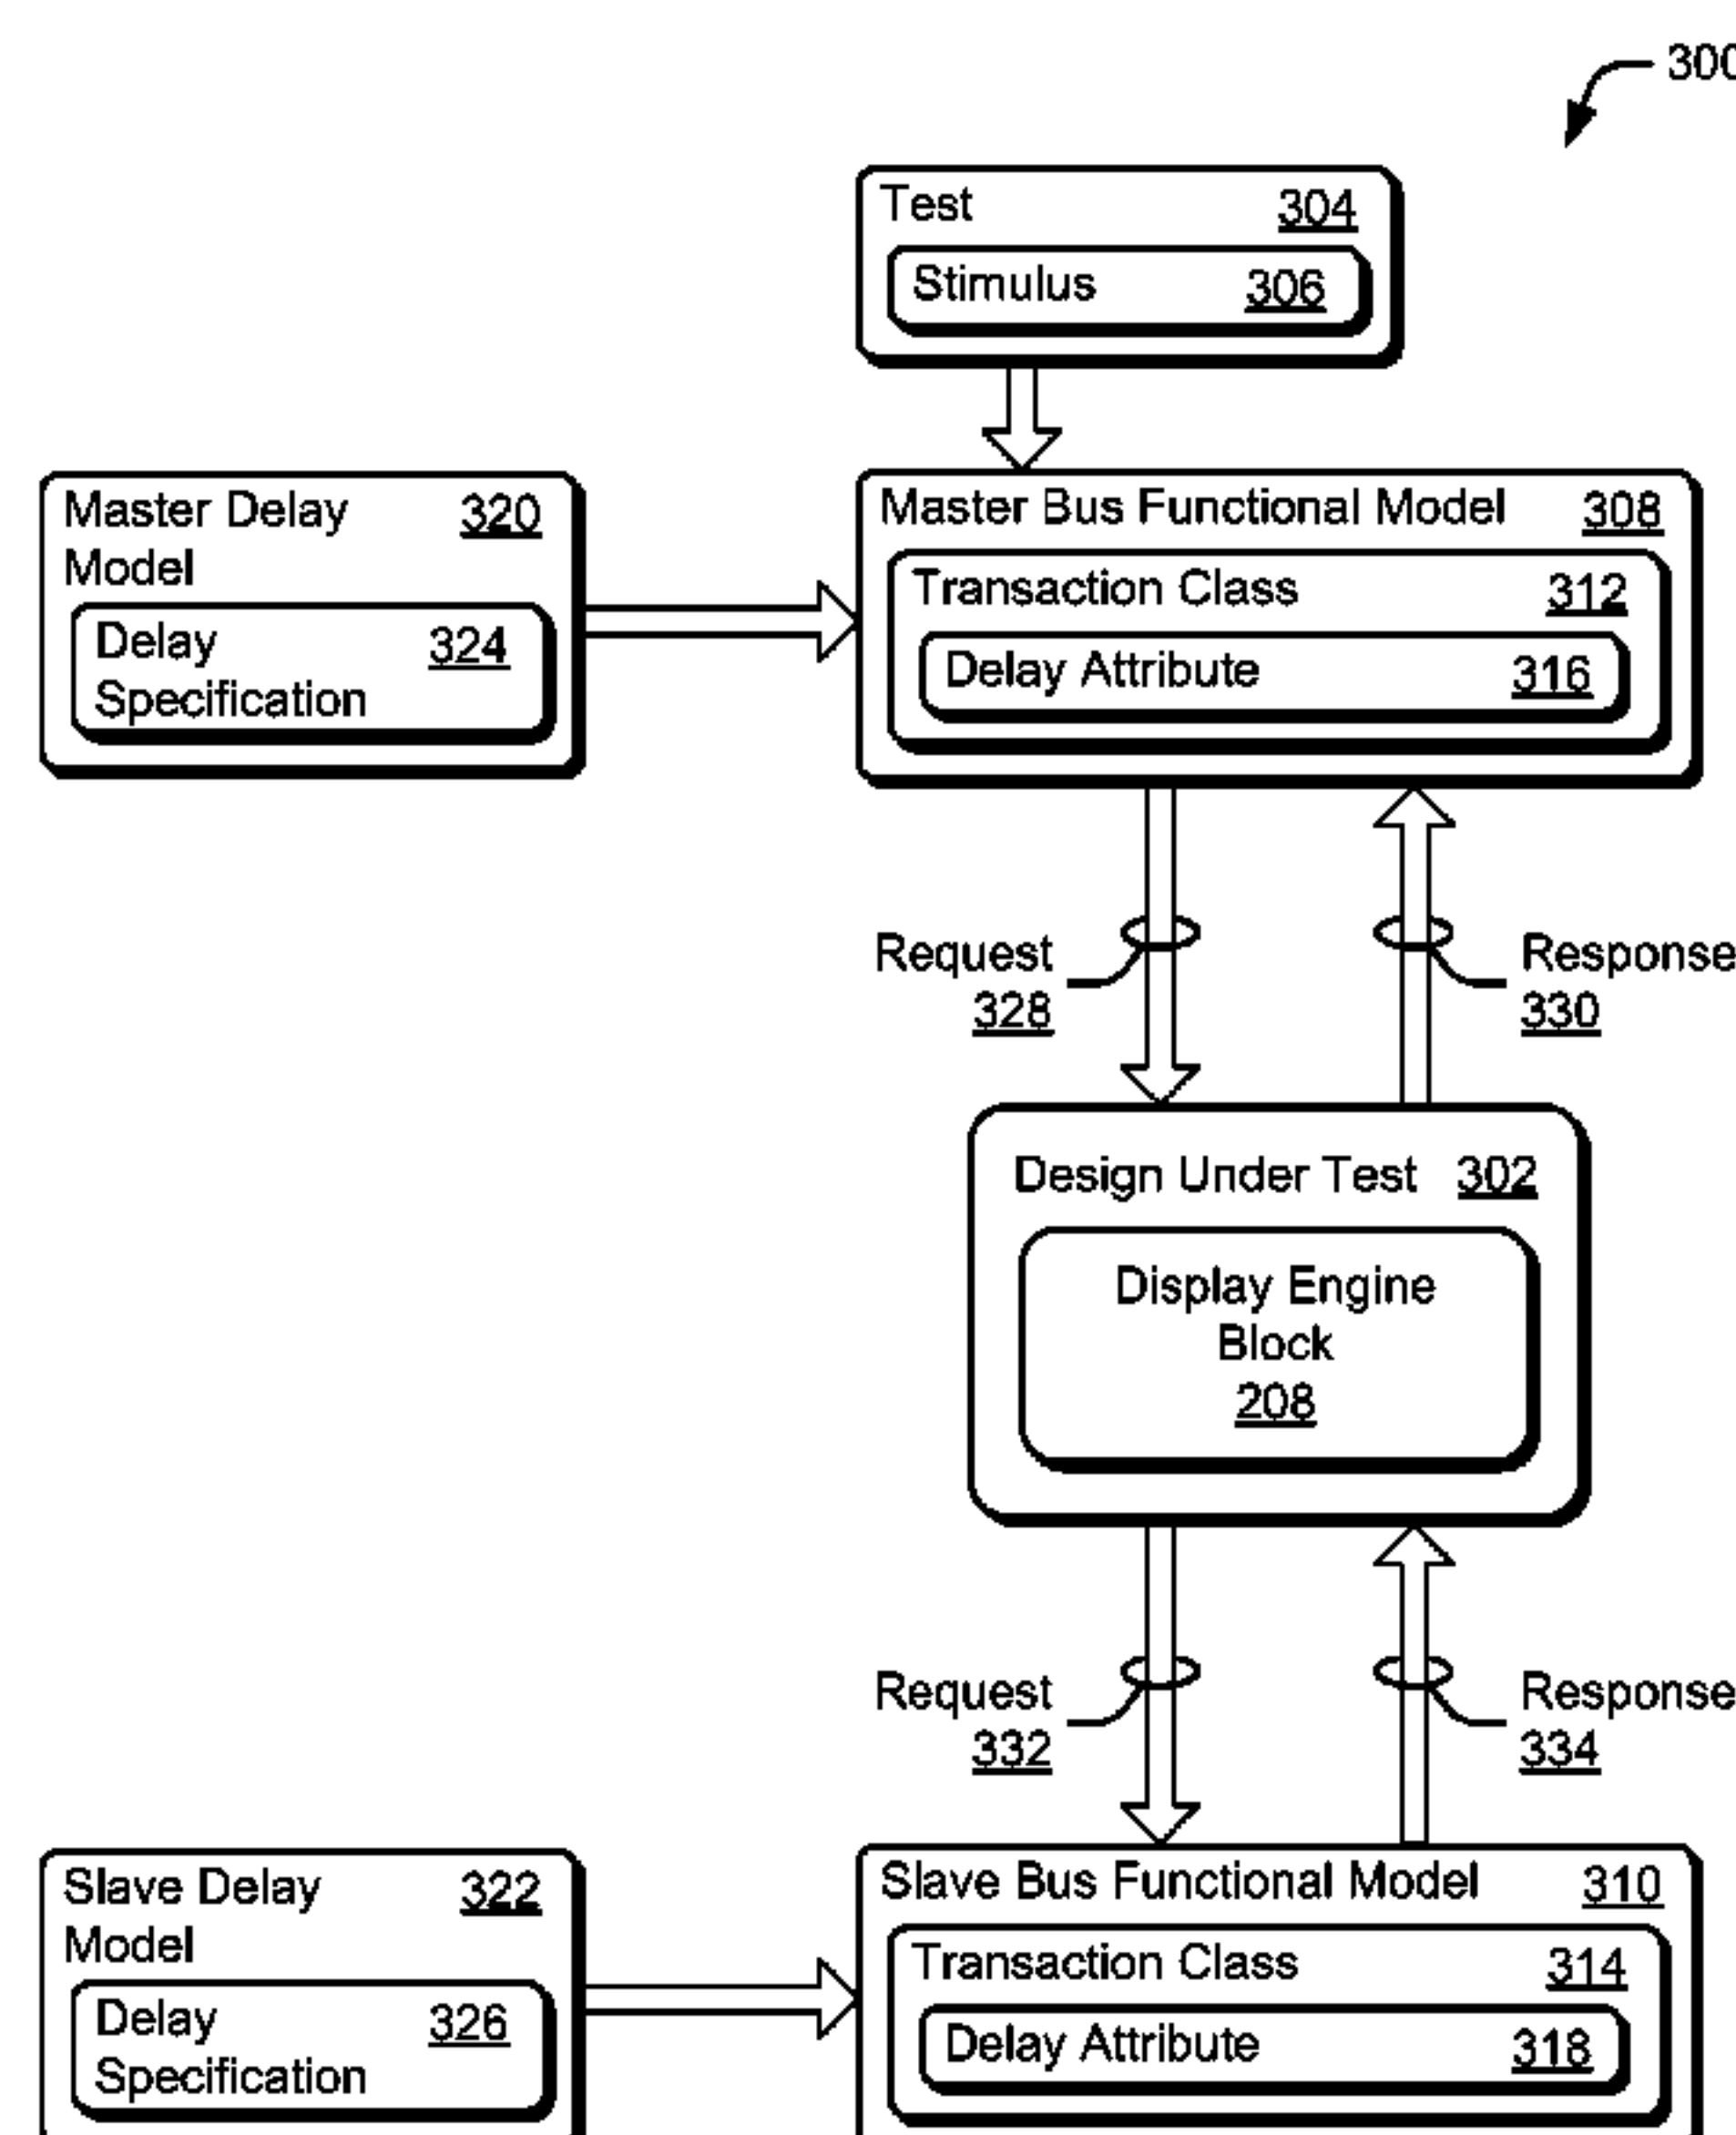 300
Test 304
Stimulus 306
Master Delay 320
Model
Delay 324
Specification
Master Bus Functional Model 308
Transaction Class 312
Delay Attribute 316
Request
328
Response
330
Design Under Test 302
Display Engine
Block
208
Request
332
Response
334
Slave Delay 322
Model
Delay 326
Specification
Slave Bus Functional Model 310
Transaction Class 314
Delay Attribute 318